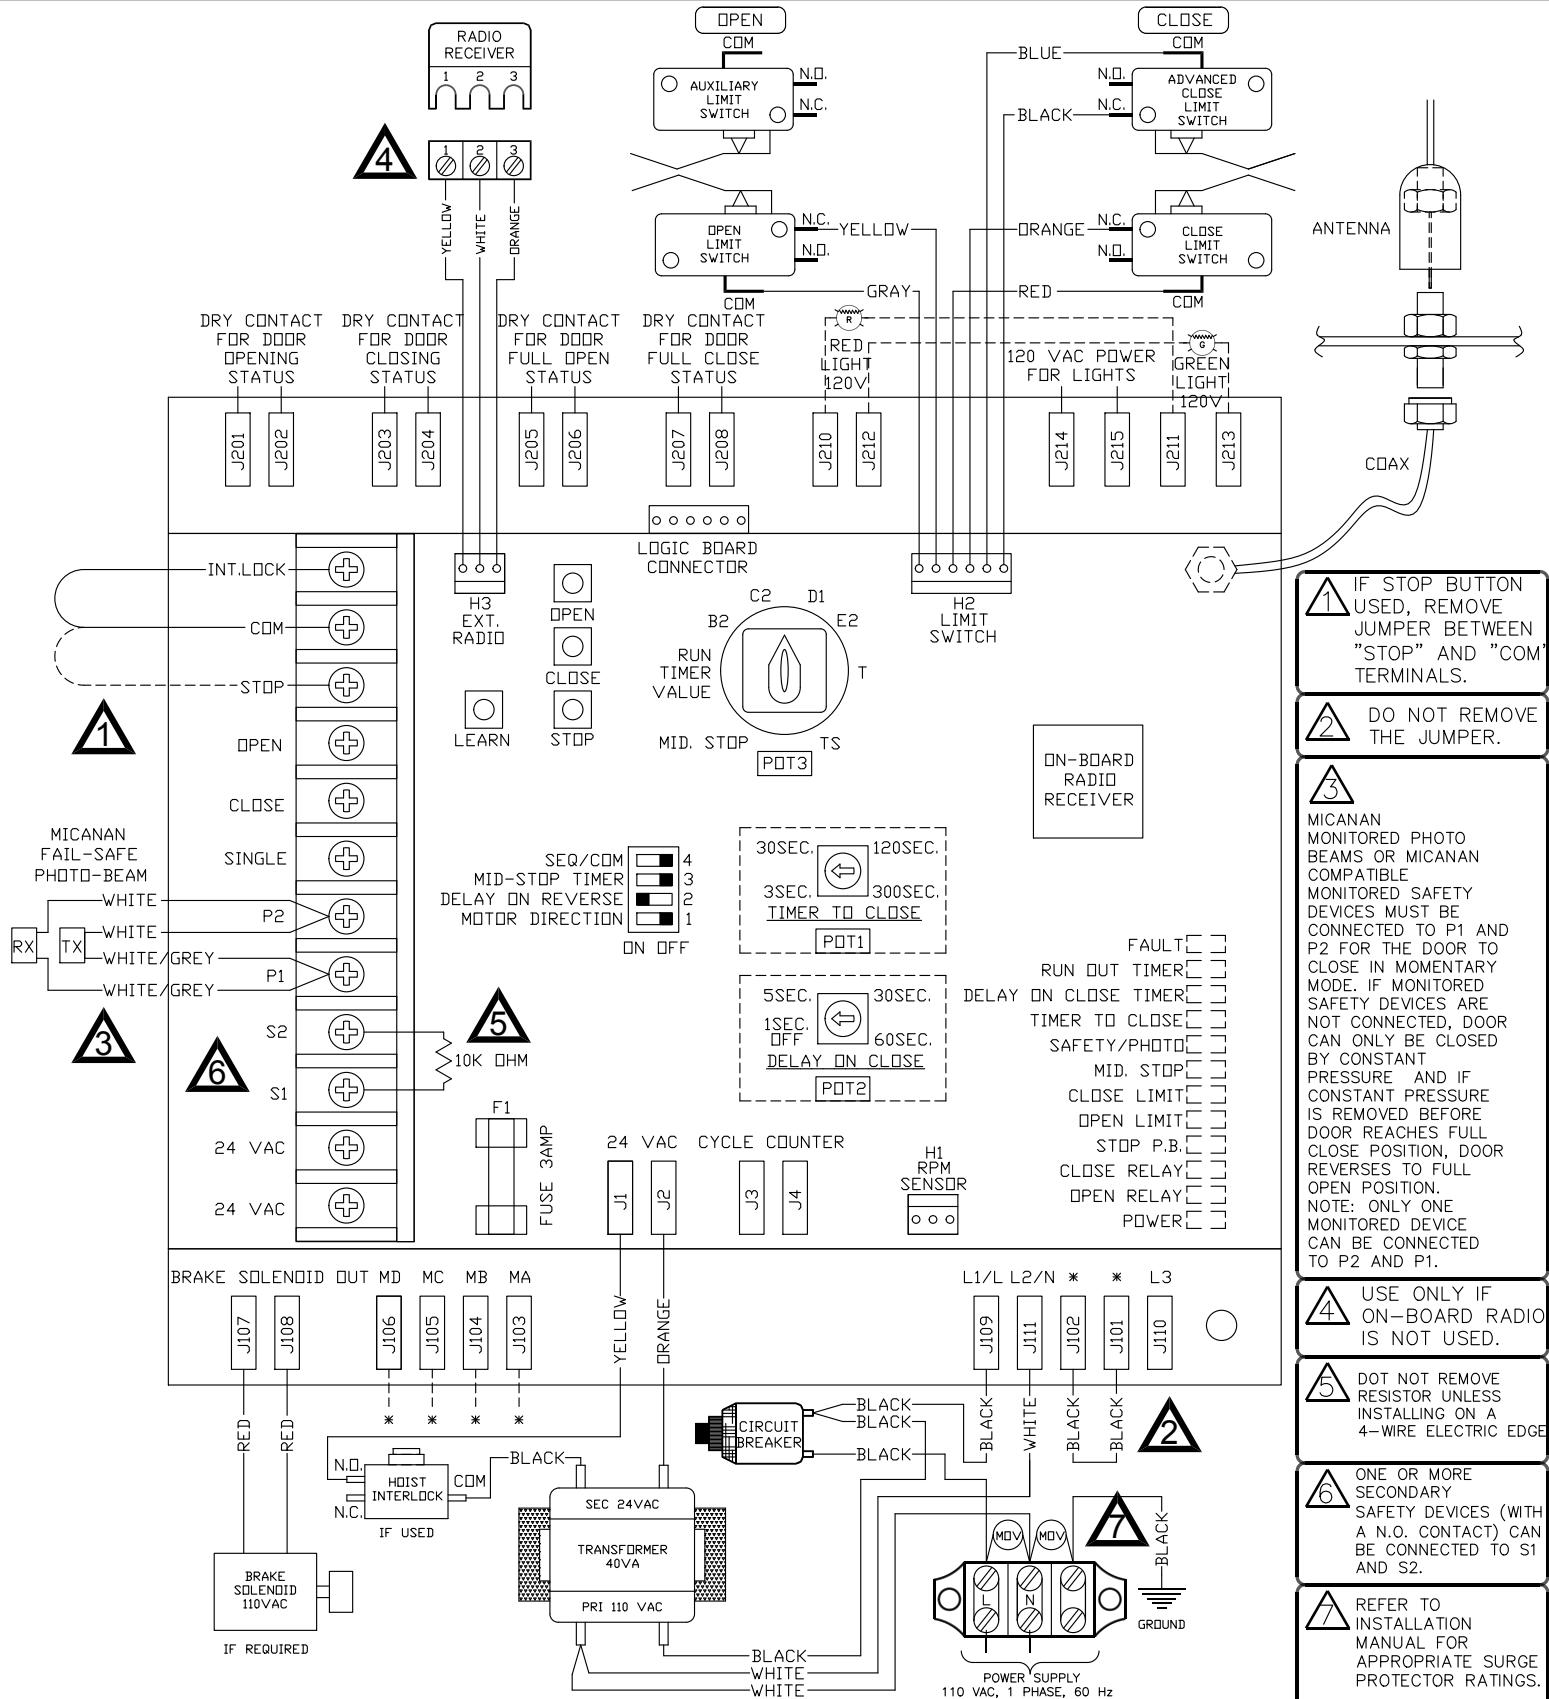 RADIO
RECEIVER
1 2 3
1 2 3
4
YELLOW
WHITE
ORANGE
OPEN
COM
N.O.
N.C.
AUXILIARY
LIMIT
SWITCH
OPEN
LIMIT
SWITCH
N.C.
N.O.
COM
YELLOW
GRAY
CLOSE
COM
BLUE
N.O.
N.C.
BLACK
ADVANCED
CLOSE
LIMIT
SWITCH
ORANGE
N.C.
N.O.
CLOSE
LIMIT
SWITCH
RED
COM
ANTENNA
COAX
DRY CONTACT
FOR DOOR
OPENING
STATUS
DRY CONTACT
FOR DOOR
CLOSING
STATUS
DRY CONTACT
FOR DOOR
FULL OPEN
STATUS
DRY CONTACT
FOR DOOR
FULL CLOSE
STATUS
R
RED
LIGHT
120V
120 VAC POWER
FOR LIGHTS
G
GREEN
LIGHT
120V
J201
J202
J203
J204
J205
J206
J207
J208
J210
J212
J214
J215
J211
J213
LOGIC BOARD
CONNECTOR
INT.LOCK
COM
STOP
OPEN
CLOSE
SINGLE
P2
P1
S2
S1
24 VAC
24 VAC
1
H3
EXT.
RADIO
OPEN
CLOSE
STOP
LEARN
B2
C2
D1
E2
T
TS
RUN
TIMER
VALUE
MID. STOP
POT3
H2
LIMIT
SWITCH
ON-BOARD
RADIO
RECEIVER
MICANAN
FAIL-SAFE
PHOTO-BEAM
WHITE
WHITE
WHITE/GREY
WHITE/GREY
RX
TX
3
6
5
10K OHM
SEQ/COM 4
MID-STOP TIMER 3
DELAY ON REVERSE 2
MOTOR DIRECTION 1
ON OFF
30SEC. 120SEC.
3SEC. 300SEC.
TIMER TO CLOSE
POT1
5SEC. 30SEC.
1SEC.
OFF 60SEC.
DELAY ON CLOSE
POT2
FAULT
RUN OUT TIMER
DELAY ON CLOSE TIMER
TIMER TO CLOSE
SAFETY/PHOTO
MID. STOP
CLOSE LIMIT
OPEN LIMIT
STOP P.B.
CLOSE RELAY
OPEN RELAY
POWER
F1
FUSE 3AMP
24 VAC
J1
J2
CYCLE COUNTER
J3
J4
H1
RPM
SENSOR
BRAKE SOLENOID OUT MD MC MB MA
J107
J108
J106
J105
J104
J103
* * * *
YELLOW
ORANGE
L1/L L2/N * * L3
J109
J111
J102
J101
J110
RED
RED
BLACK
WHITE
BLACK
BLACK
2
CIRCUIT
BREAKER
BLACK
BLACK
BLACK
N.O.
N.C.
HOIST
INTERLOCK
COM
IF USED
BLACK
SEC 24VAC
TRANSFORMER
40VA
PRI 110 VAC
BRAKE
SOLENOID
110VAC
IF REQUIRED
BLACK
WHITE
WHITE
MOV
MOV
7
L
N
BLACK
GROUND
POWER SUPPLY
110 VAC, 1 PHASE, 60 Hz
1
IF STOP BUTTON
USED, REMOVE
JUMPER BETWEEN
"STOP" AND "COM"
TERMINALS.
2
DO NOT REMOVE
THE JUMPER.
3
MICANAN
MONITORED PHOTO
BEAMS OR MICANAN
COMPATIBLE
MONITORED SAFETY
DEVICES MUST BE
CONNECTED TO P1 AND
P2 FOR THE DOOR TO
CLOSE IN MOMENTARY
MODE. IF MONITORED
SAFETY DEVICES ARE
NOT CONNECTED, DOOR
CAN ONLY BE CLOSED
BY CONSTANT
PRESSURE AND IF
CONSTANT PRESSURE
IS REMOVED BEFORE
DOOR REACHES FULL
CLOSE POSITION, DOOR
REVERSES TO FULL
OPEN POSITION.
NOTE: ONLY ONE
MONITORED DEVICE
CAN BE CONNECTED
TO P2 AND P1.
4
USE ONLY IF
ON-BOARD RADIO
IS NOT USED.
5
DOT NOT REMOVE
RESISTOR UNLESS
INSTALLING ON A
4-WIRE ELECTRIC EDGE
6
ONE OR MORE
SECONDARY
SAFETY DEVICES (WITH
A N.O. CONTACT) CAN
BE CONNECTED TO S1
AND S2.
7
REFER TO
INSTALLATION
MANUAL FOR
APPROPRIATE SURGE
PROTECTOR RATINGS.